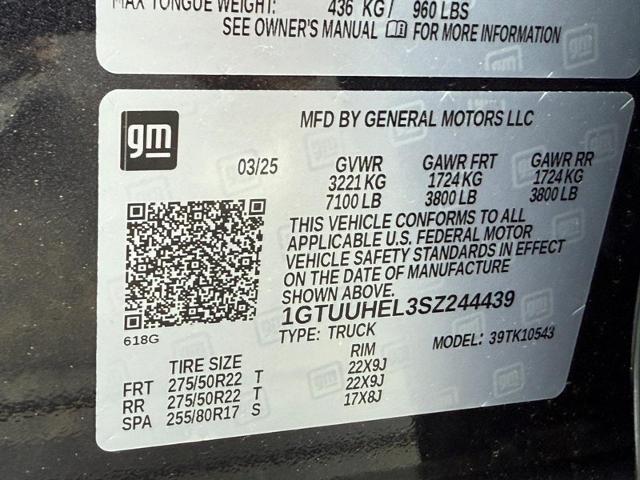 MAX TONGUE WEIGHT: 436 KG/ 960 LBS
SEE OWNER'S MANUAL FOR MORE INFORMATION
gm
MFD BY GENERAL MOTORS LLC
03/25 GVWR GAWR FRT GAWR RR
3221 KG 1724 KG 1724 KG
7100 LB 3800 LB 3800 LB
THIS VEHICLE CONFORMS TO ALL
APPLICABLE U.S. FEDERAL MOTOR
VEHICLE SAFETY STANDARDS IN EFFECT
ON THE DATE OF MANUFACTURE
SHOWN ABOVE.
1GTUUHEL3SZ244439
618G
TYPE: TRUCK MODEL: 39TK10543
TIRE SIZE RIM
FRT 275/50R22 T 22X9J
RR 275/50R22 T 22X9J
SPA 255/80R17 S 17X8J